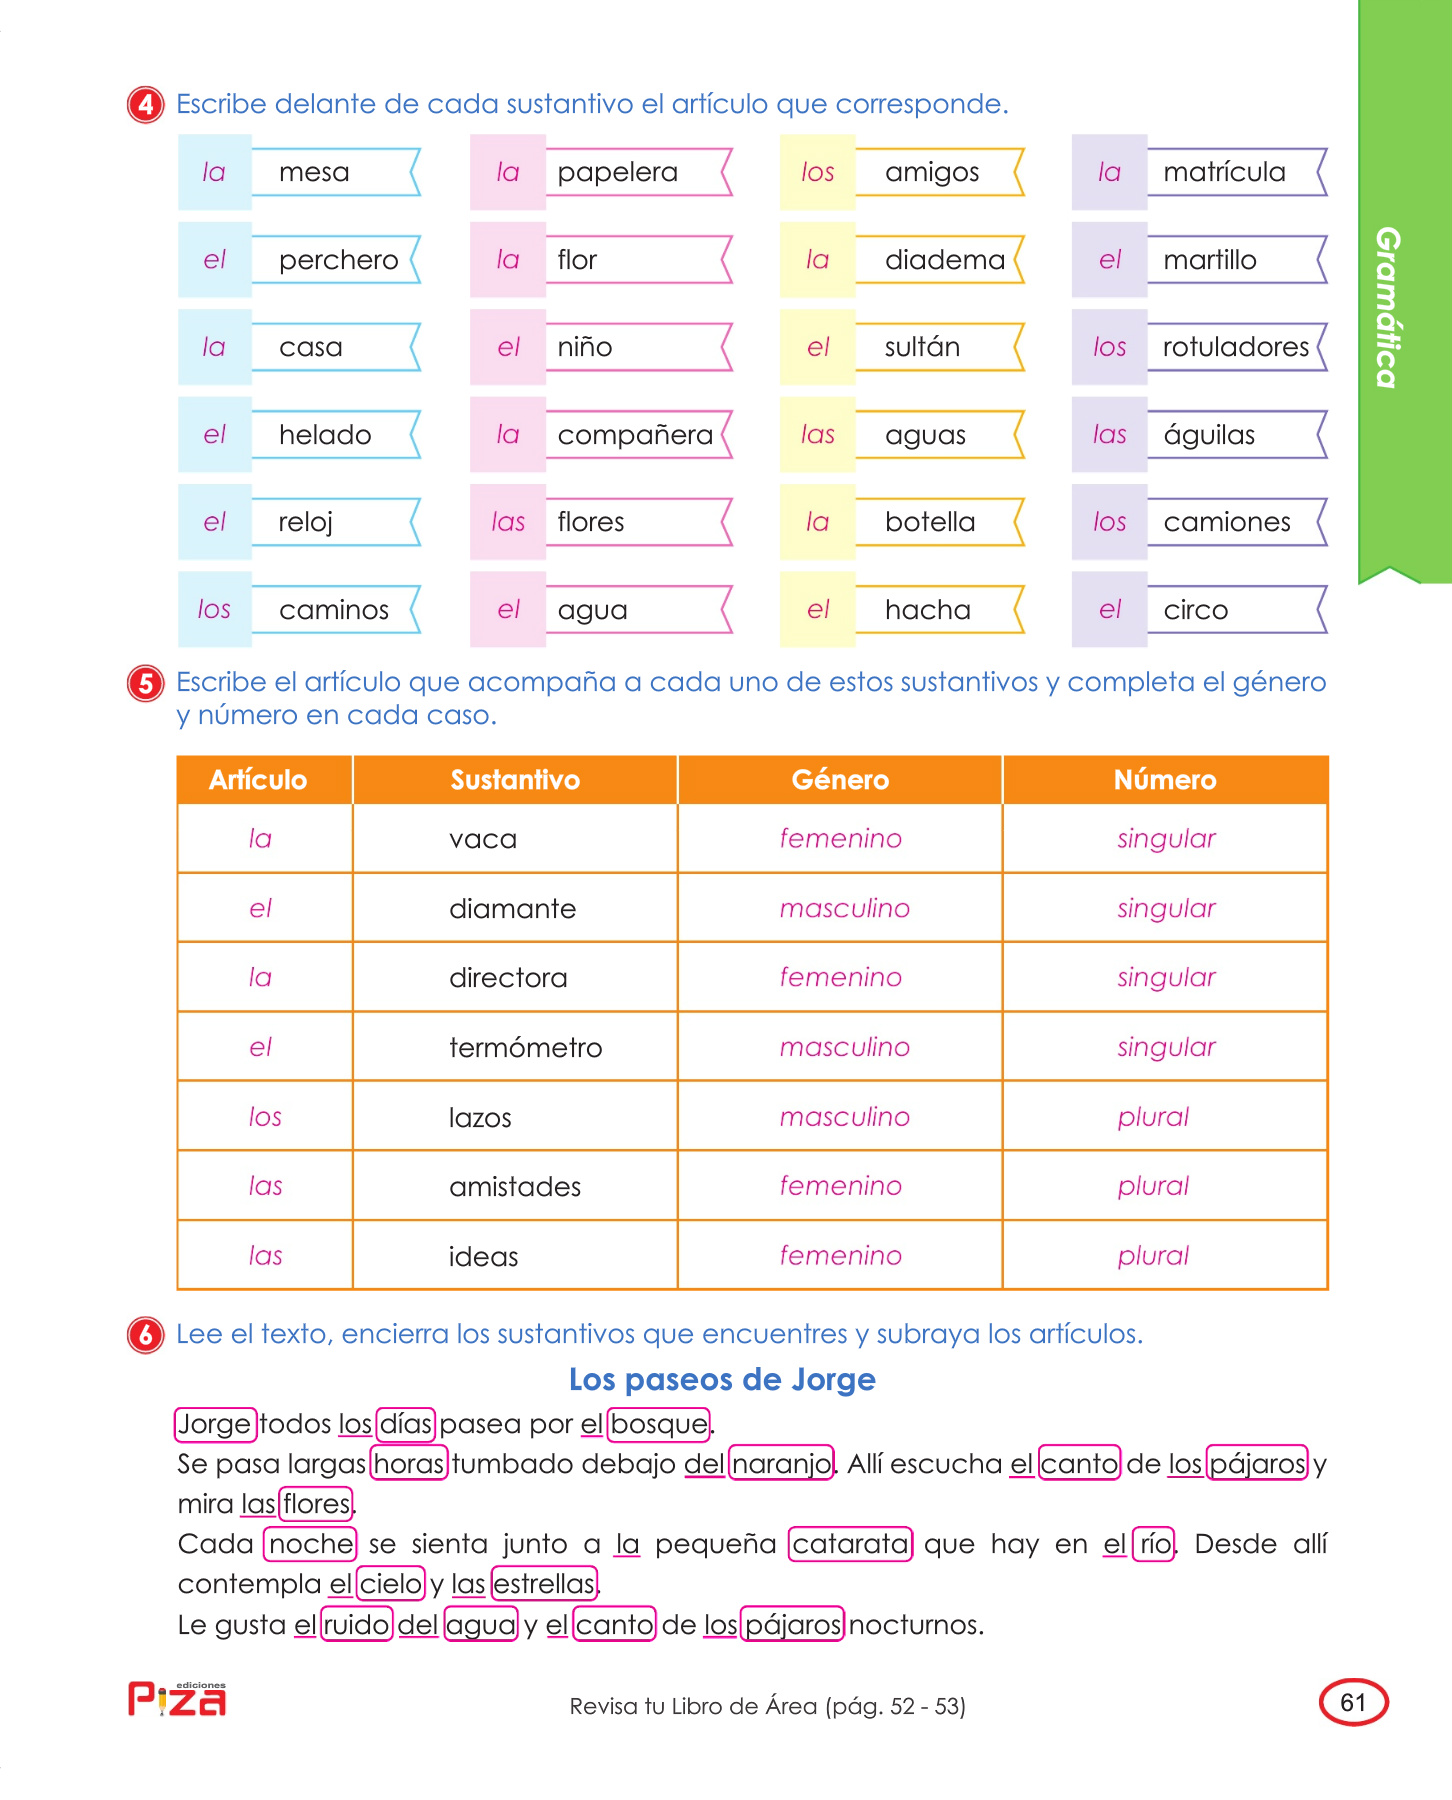 4 Escribe delante de cada sustantivo el artículo que corresponde.
la mesa la papelera los amigos la matrícula
el perchero la flor la diadema el martillo
la casa el niño el sultán los rotuladores
el helado la compañera las aguas las águilas
el reloj las flores la botella los camiones
los caminos el agua el hacha el circo
Gramática
5 Escribe el artículo que acompaña a cada uno de estos sustantivos y completa el género
y número en cada caso.
Artículo Sustantivo Género Número
la vaca femenino singular
el diamante masculino singular
la directora femenino singular
el termómetro masculino singular
los lazos masculino plural
las amistades femenino plural
las ideas femenino plural
6 Lee el texto, encierra los sustantivos que encuentres y subraya los artículos.
Los paseos de Jorge
Jorge todos los días pasea por el bosque.
Se pasa largas horas tumbado debajo del naranjo. Allí escucha el canto de los pájaros y
mira las flores.
Cada noche se sienta junto a la pequeña catarata que hay en el río. Desde allí
contempla el cielo y las estrellas.
Le gusta el ruido del agua y el canto de los pájaros nocturnos.
ediciones
Piza
Revisa tu Libro de Área (pág. 52 - 53)
61